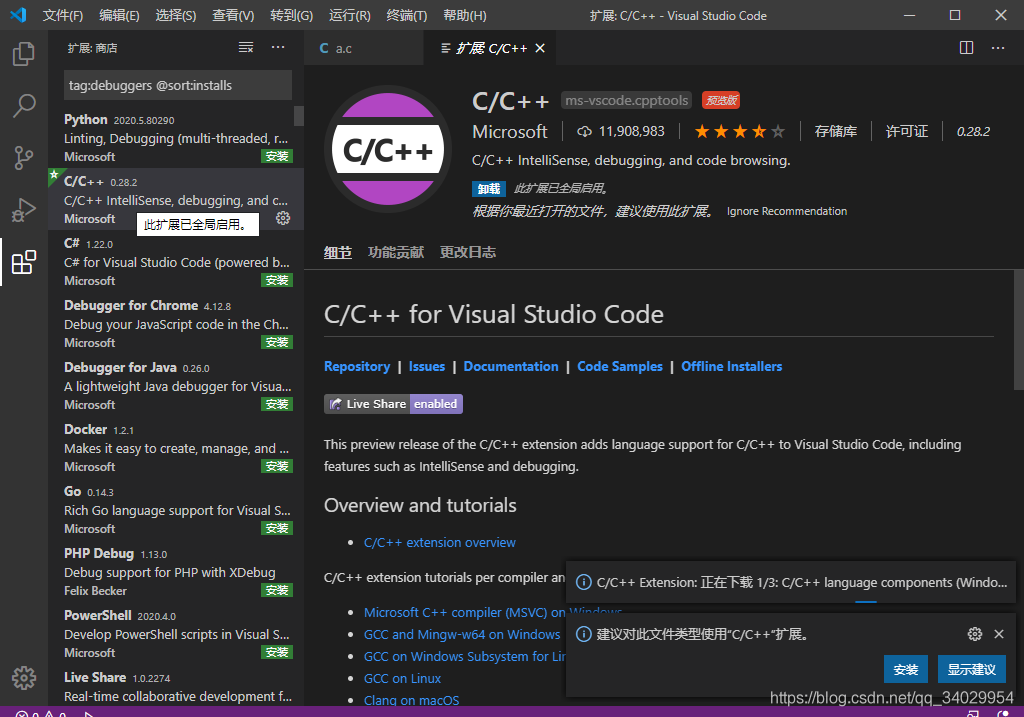 文件(F) 编辑(E) 选择(S) 查看(V) 转到(G) 运行(R) 终端(T) 帮助(H) 扩展: C/C++ - Visual Studio Code
扩展: 商店
C a.c
扩展: C/C++
tag:debuggers @sort:installs
Python 2020.5.80290
Linting, Debugging (multi-threaded, r...
Microsoft 安装
C/C++ 0.28.2
C/C++ IntelliSense, debugging, and c...
Microsoft
此扩展已全局启用。
C# 1.22.0
C# for Visual Studio Code (powered b...
Microsoft 安装
Debugger for Chrome 4.12.8
Debug your JavaScript code in the Ch...
Microsoft 安装
Debugger for Java 0.26.0
A lightweight Java debugger for Visua...
Microsoft 安装
Docker 1.2.1
Makes it easy to create, manage, and ...
Microsoft 安装
Go 0.14.3
Rich Go language support for Visual S...
Microsoft 安装
PHP Debug 1.13.0
Debug support for PHP with XDebug
Felix Becker 安装
PowerShell 2020.4.0
Develop PowerShell scripts in Visual S...
Microsoft 安装
Live Share 1.0.2274
Real-time collaborative development f...
C/C++
C/C++ ms-vscode.cpptools 预览版
Microsoft 11,908,983 存储库 许可证 0.28.2
C/C++ IntelliSense, debugging, and code browsing.
卸载 此扩展已全局启用。
根据你最近打开的文件，建议使用此扩展。 Ignore Recommendation
细节 功能贡献 更改日志
C/C++ for Visual Studio Code
Repository | Issues | Documentation | Code Samples | Offline Installers
Live Share enabled
This preview release of the C/C++ extension adds language support for C/C++ to Visual Studio Code, including
features such as IntelliSense and debugging.
Overview and tutorials
C/C++ extension overview
C/C++ extension tutorials per compiler an
Microsoft C++ compiler (MSVC) on Windows
GCC and Mingw-w64 on Windows
GCC on Windows Subsystem for Lin
GCC on Linux
Clang on macOS
C/C++ Extension: 正在下载 1/3: C/C++ language components (Windo...
建议对此文件类型使用"C/C++"扩展。
安装 显示建议
https://blog.csdn.net/qq_34029954